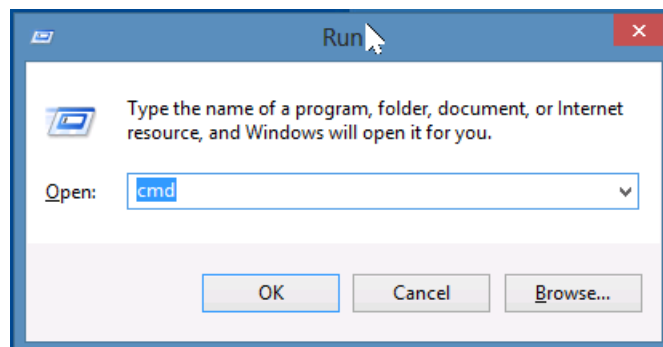 Run
Type the name of a program, folder, document, or Internet
resource, and Windows will open it for you.
Open: cmd
OK Cancel Browse...